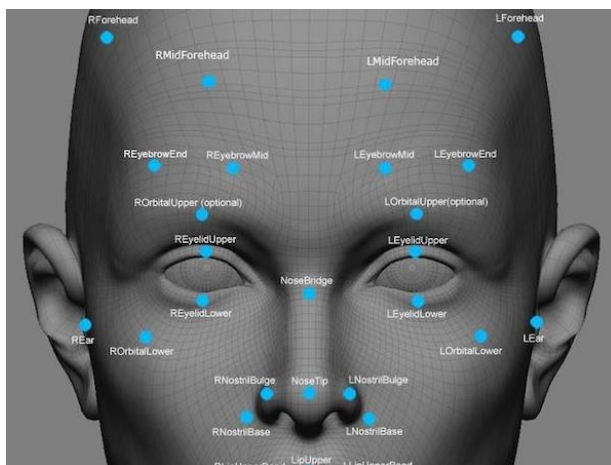 RForehead
LForehead
RMidForehead
LMidForehead
REyebrowEnd
REyebrowMid
LEyebrowMid
LEyebrowEnd
ROrbitalUpper (optional)
LOrbitalUpper(optional)
REyelidUpper
LEyelidUpper
NoseBridge
REyelidLower
LEyelidLower
REar
LEar
ROrbitalLower
LOrbitalLower
RNostrilBulge
NoseTip
LNostrilBulge
RNostrilBase
LNostrilBase
LipUpper